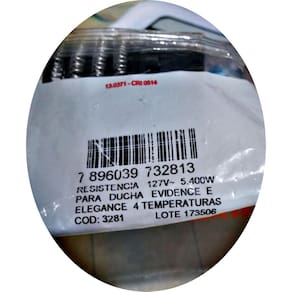 13.0371 - CRI 0614
7 896039 732813
RESISTENCIA 127V~ 5.400W
PARA DUCHA EVIDENCE E
ELEGANCE 4 TEMPERATURAS
COD: 3281 LOTE 173506